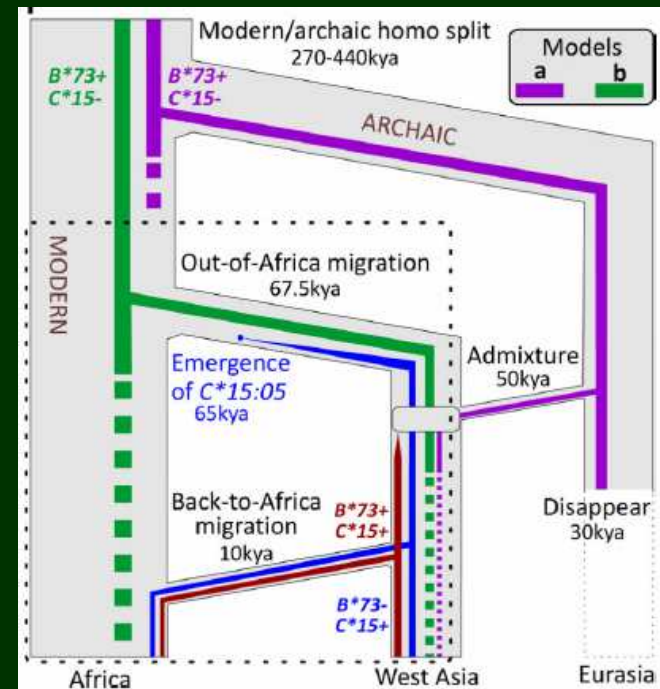 Modern/archaic homo split
270-440kya
Models
a b
B*73+
C*15-
B*73+
C*15-
ARCHAIC
MODERN
Out-of-Africa migration
67.5kya
Emergence
of C*15:05
65kya
Admixture
50kya
Back-to-Africa
migration
10kya
B*73+
C*15+
Disappear
30kya
B*73-
C*15+
Africa
West Asia
Eurasia